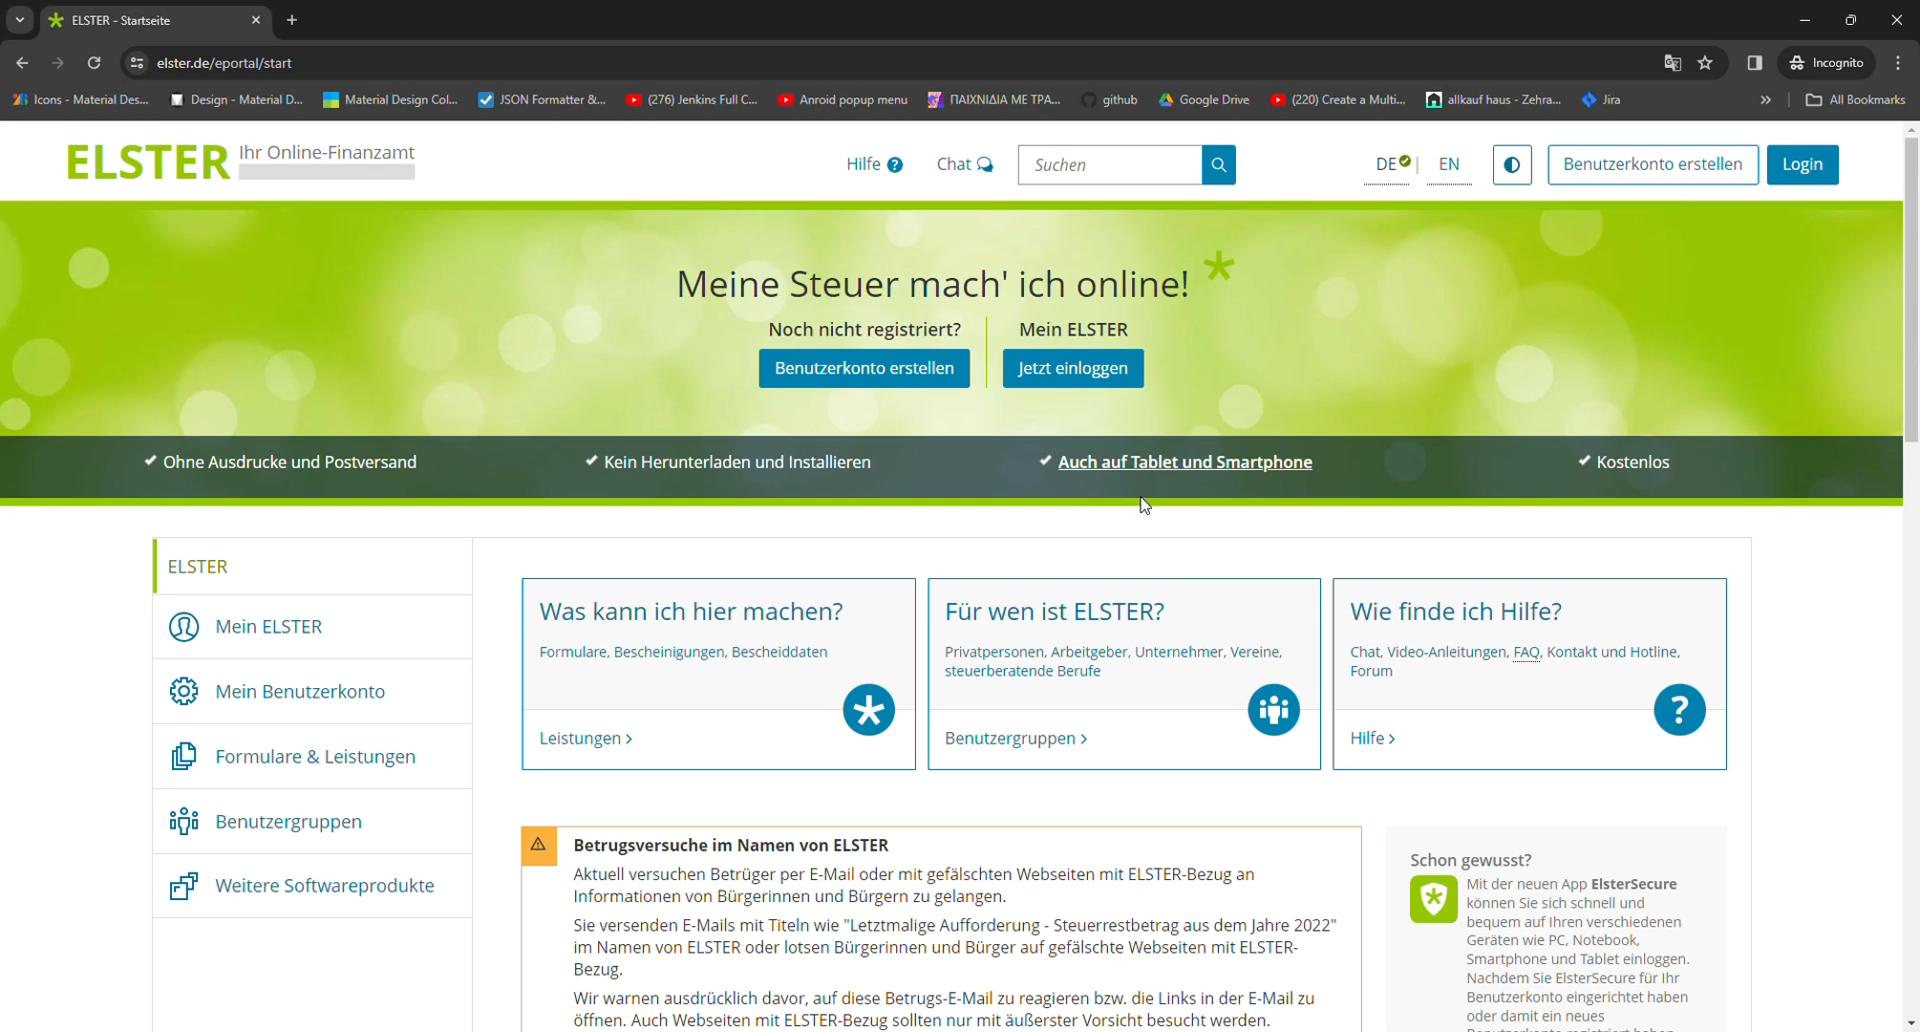 ELSTER - Startseite
elster.de/eportal/start
Incognito
Icons - Material Des...
Design - Material D...
Material Design Col...
JSON Formatter &...
(276) Jenkins Full C...
Anroid popup menu
ΠΑΙΧΝΙΔΙΑ ΜΕ ΤΡΑ...
github
Google Drive
(220) Create a Multi...
allkauf haus - Zehra...
Jira
»
All Bookmarks
ELSTER
Ihr Online-Finanzamt
Hilfe ?
Chat
Suchen
DE
EN
Benutzerkonto erstellen
Login
Meine Steuer mach' ich online!
Noch nicht registriert?
Mein ELSTER
Benutzerkonto erstellen
Jetzt einloggen
Ohne Ausdrucke und Postversand
Kein Herunterladen und Installieren
Auch auf Tablet und Smartphone
Kostenlos
ELSTER
Mein ELSTER
Mein Benutzerkonto
Formulare & Leistungen
Benutzergruppen
Weitere Softwareprodukte
Was kann ich hier machen?
Formulare, Bescheinigungen, Bescheiddaten
Leistungen >
Für wen ist ELSTER?
Privatpersonen, Arbeitgeber, Unternehmer, Vereine,
steuerberatende Berufe
Benutzergruppen >
Wie finde ich Hilfe?
Chat, Video-Anleitungen, FAQ, Kontakt und Hotline,
Forum
?
Hilfe >
Betrugsversuche im Namen von ELSTER
Aktuell versuchen Betrüger per E-Mail oder mit gefälschten Webseiten mit ELSTER-Bezug an
Informationen von Bürgerinnen und Bürgern zu gelangen.
Sie versenden E-Mails mit Titeln wie "Letztmalige Aufforderung - Steuerrestbetrag aus dem Jahre 2022"
im Namen von ELSTER oder lotsen Bürgerinnen und Bürger auf gefälschte Webseiten mit ELSTER-
Bezug.
Wir warnen ausdrücklich davor, auf diese Betrugs-E-Mail zu reagieren bzw. die Links in der E-Mail zu
öffnen. Auch Webseiten mit ELSTER-Bezug sollten nur mit äußerster Vorsicht besucht werden.
Schon gewusst?
Mit der neuen App ElsterSecure
können Sie sich schnell und
bequem auf Ihren verschiedenen
Geräten wie PC, Notebook,
Smartphone und Tablet einloggen.
Nachdem Sie ElsterSecure für Ihr
Benutzerkonto eingerichtet haben
oder damit ein neues